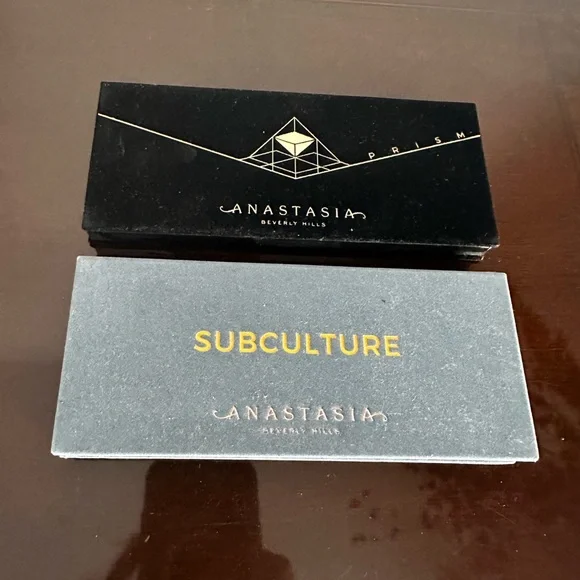 PRISM
ANASTASIA
BEVERLY HILLS
SUBCULTURE
ANASTASIA
BEVERLY HILLS